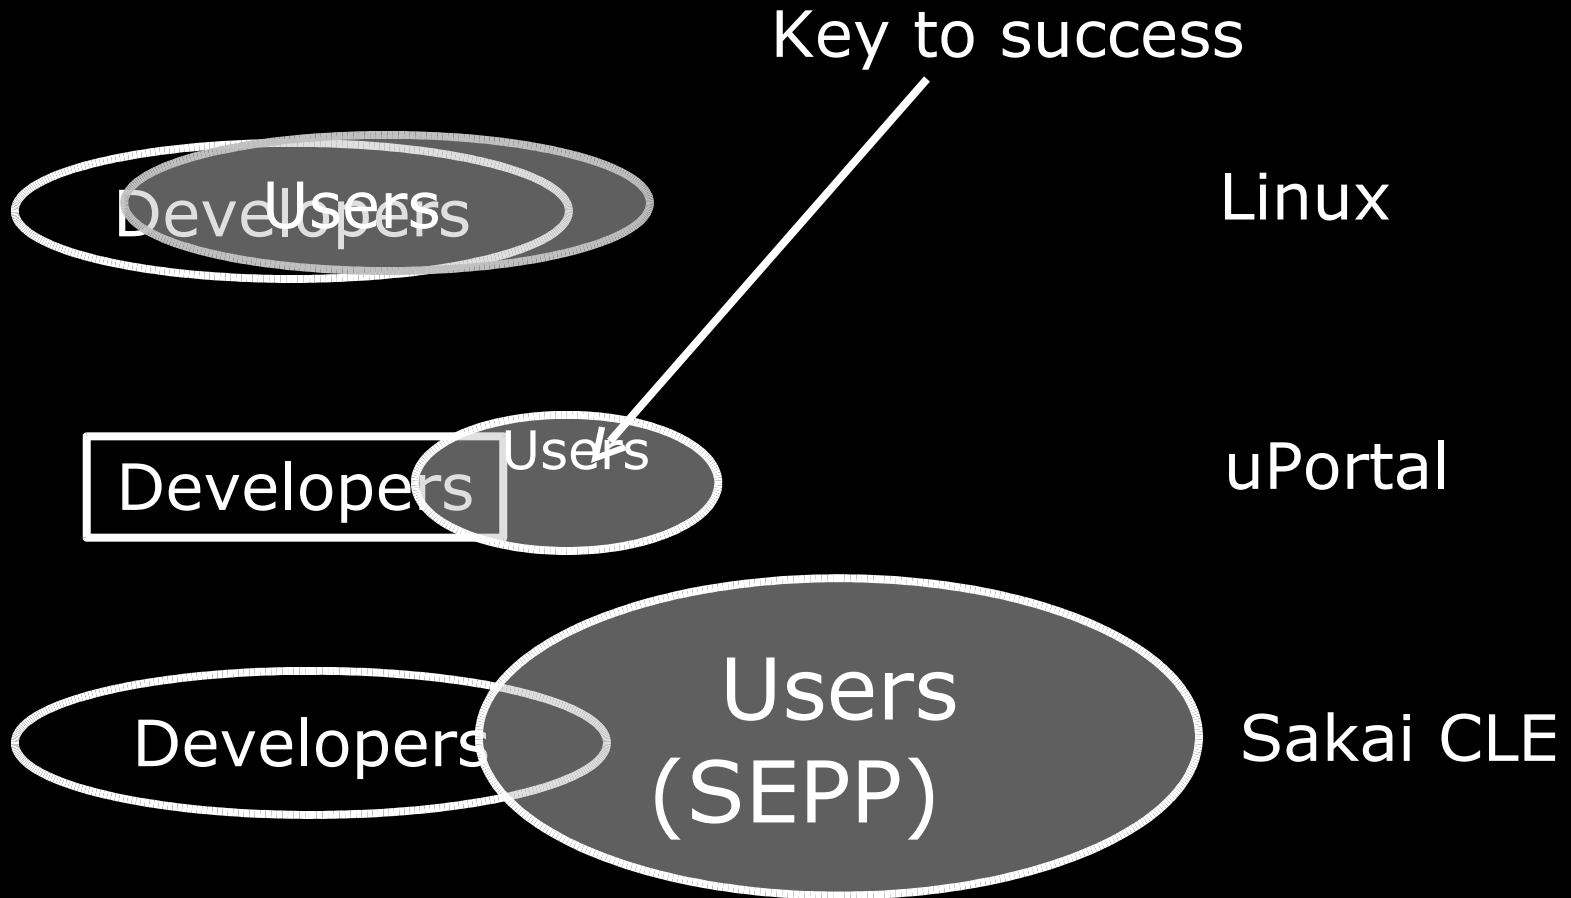 Key to success
Developers
Users
Linux
Developers
Users
uPortal
Developers
Users
(SEPP)
Sakai CLE